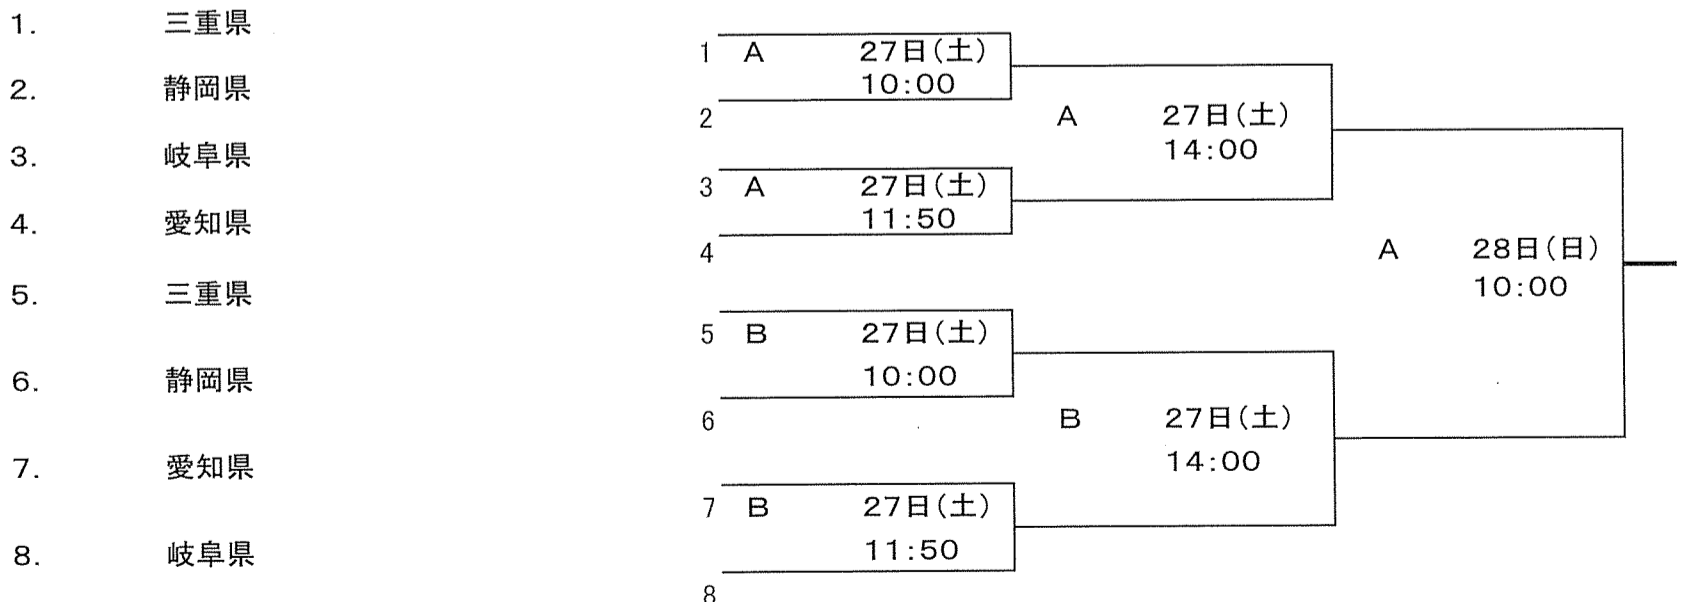 1. 三重県
2. 静岡県
3. 岐阜県
4. 愛知県
5. 三重県
6. 静岡県
7. 愛知県
8. 岐阜県
1 A 27日(土)
10:00
2
3 A 27日(土)
11:50
4
5 B 27日(土)
10:00
6
7 B 27日(土)
11:50
8
A 27日(土)
14:00
B 27日(土)
14:00
A 28日(日)
10:00